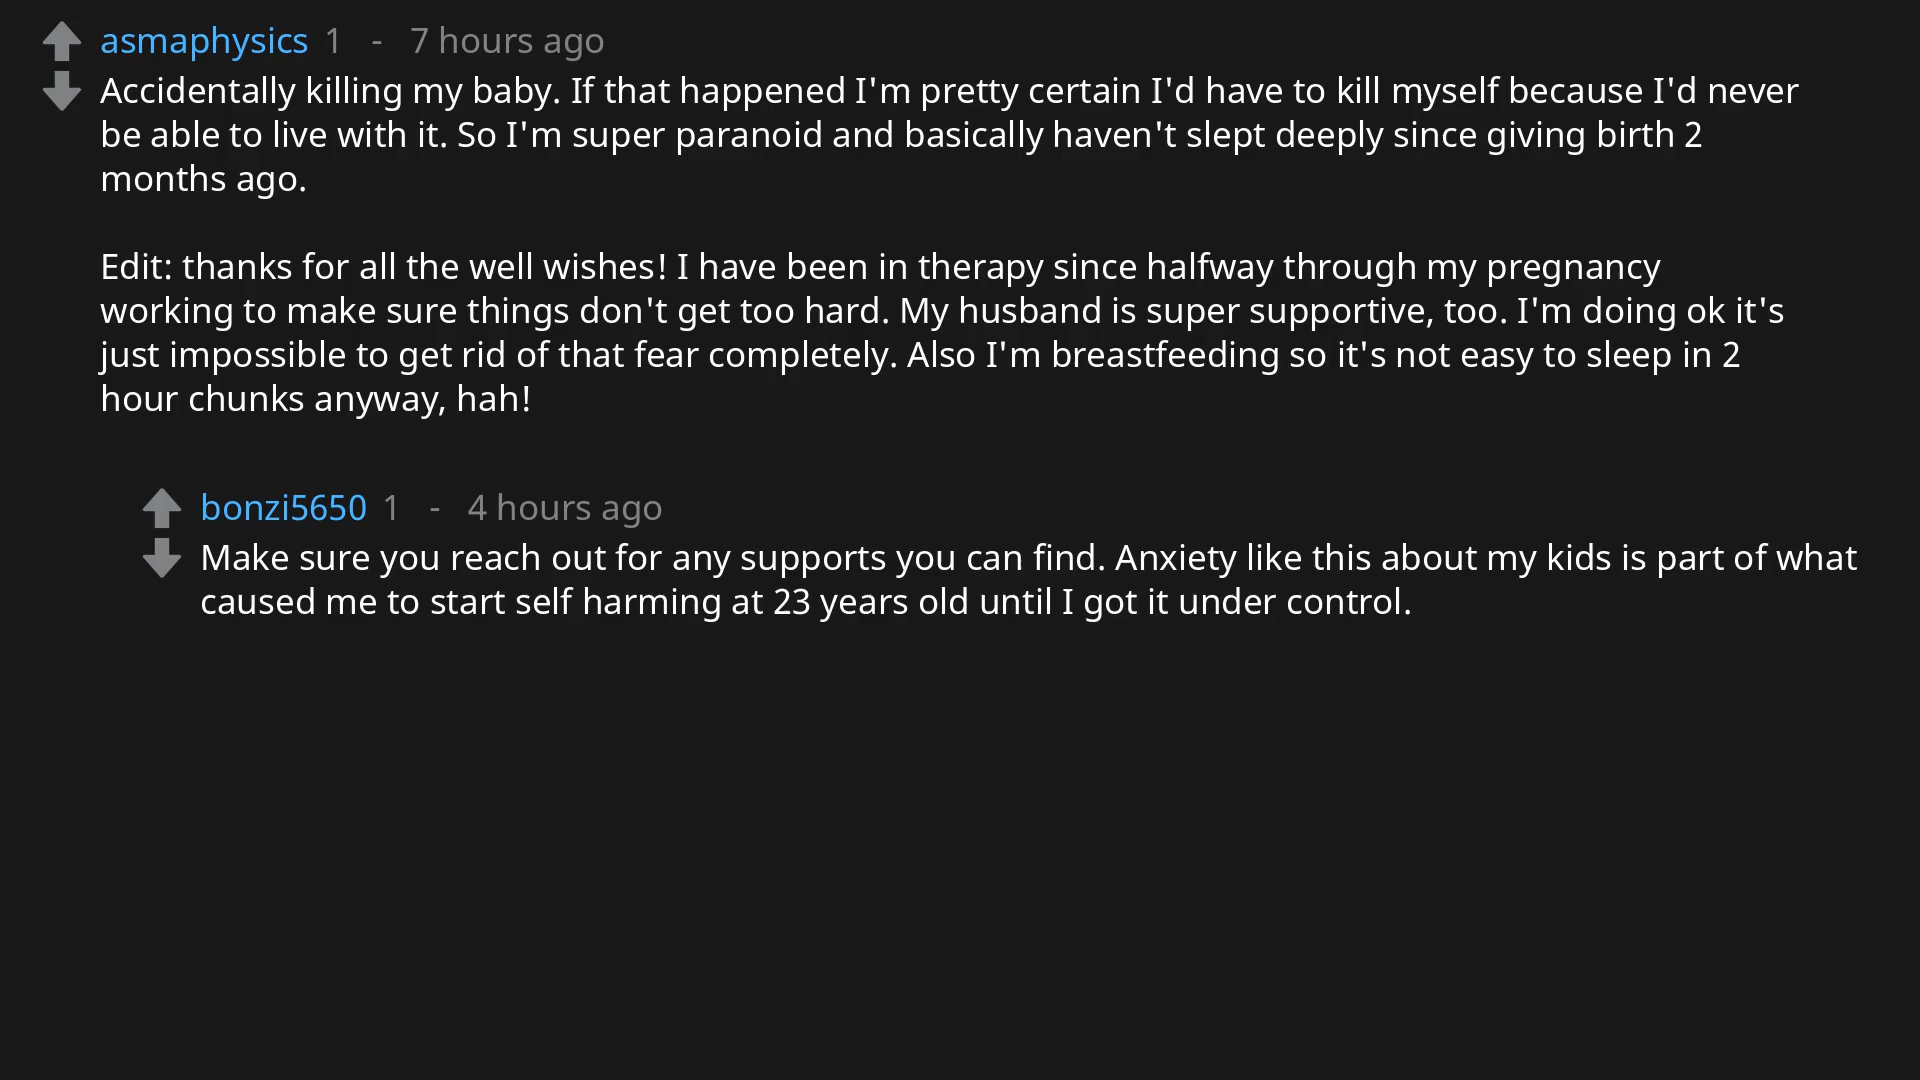 asmaphysics 1 - 7 hours ago
Accidentally killing my baby. If that happened I'm pretty certain I'd have to kill myself because I'd never
be able to live with it. So I'm super paranoid and basically haven't slept deeply since giving birth 2
months ago.
Edit: thanks for all the well wishes! I have been in therapy since halfway through my pregnancy
working to make sure things don't get too hard. My husband is super supportive, too. I'm doing ok it's
just impossible to get rid of that fear completely. Also I'm breastfeeding so it's not easy to sleep in 2
hour chunks anyway, hah!
bonzi5650 1 - 4 hours ago
Make sure you reach out for any supports you can find. Anxiety like this about my kids is part of what
caused me to start self harming at 23 years old until I got it under control.